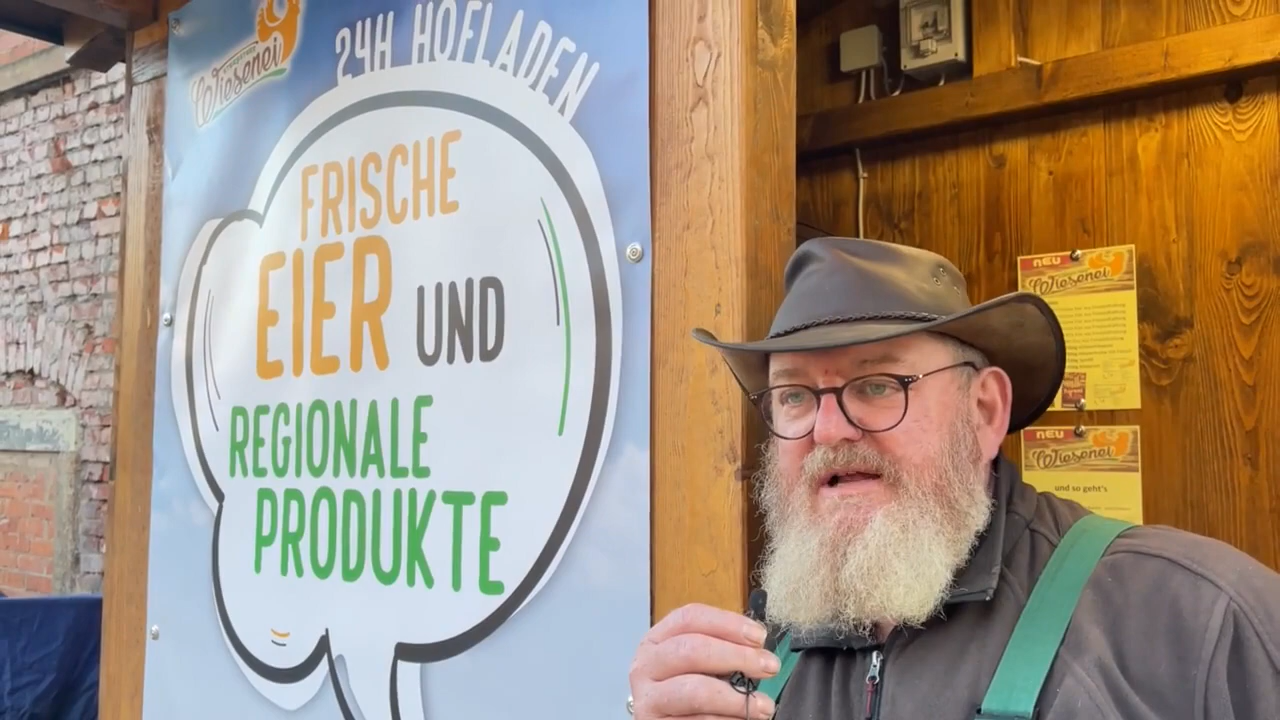 Wiesenei
24H HOFLADEN
FRISCHE
EIER UND
REGIONALE
PRODUKTE
NEU
Wiesenei
NEU
Wiesenei
und so geht's